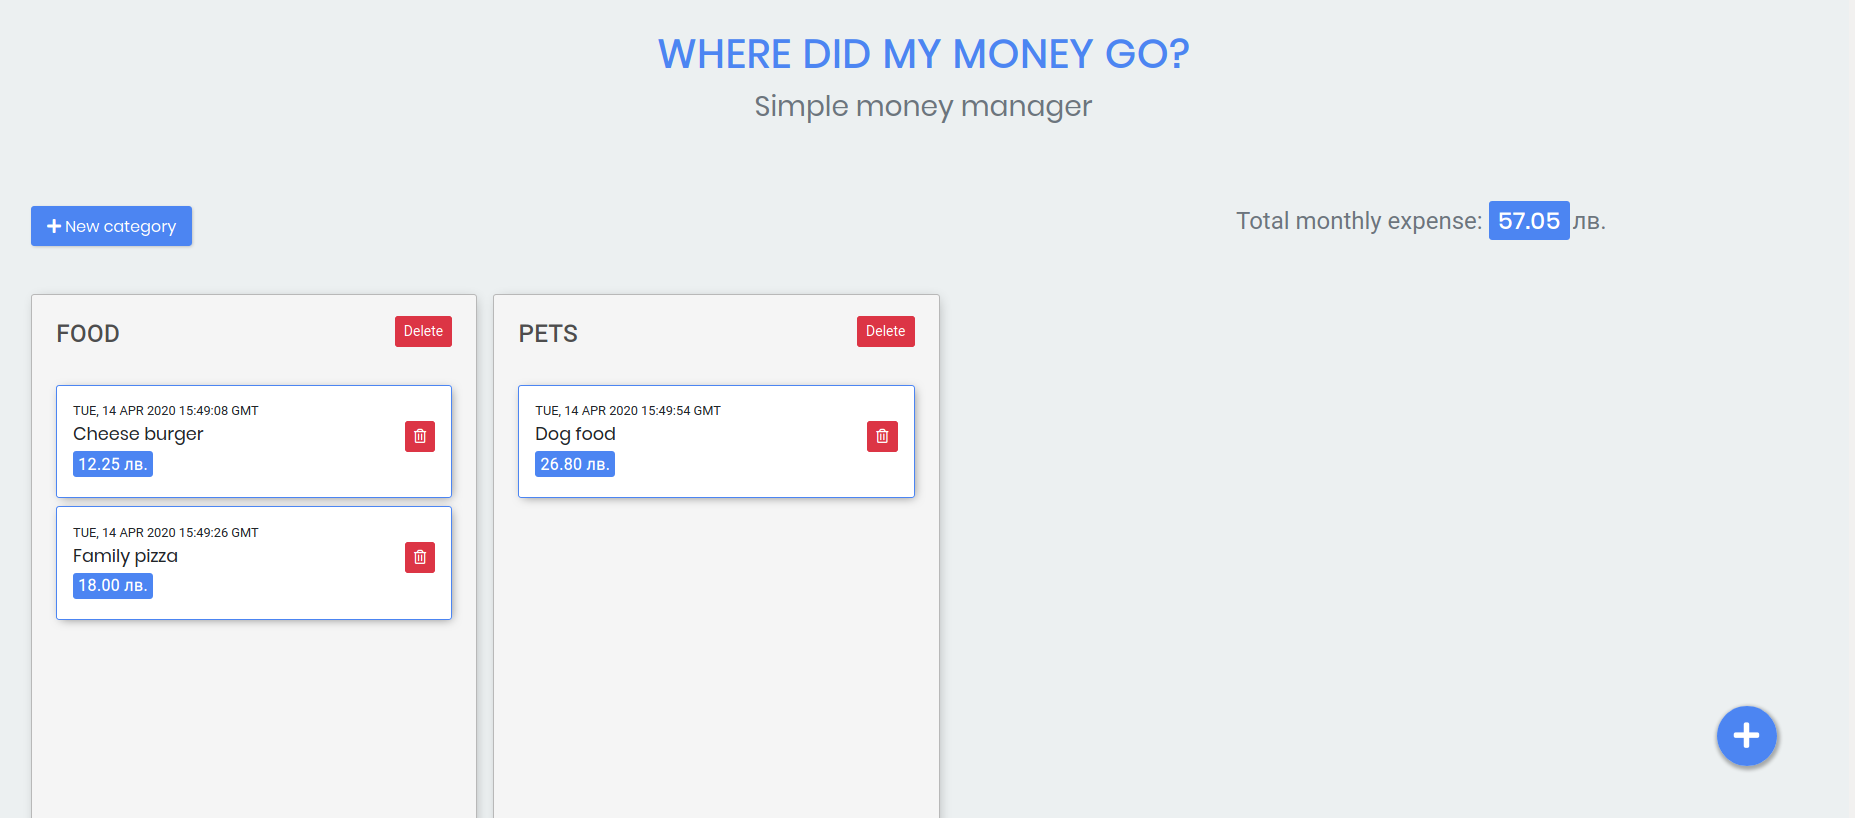 WHERE DID MY MONEY GO?
Simple money manager
New category
Total monthly expense: 57.05 лв.
FOOD
Delete
TUE, 14 APR 2020 15:49:08 GMT
Cheese burger
12.25 лв.
TUE, 14 APR 2020 15:49:26 GMT
Family pizza
18.00 лв.
PETS
Delete
TUE, 14 APR 2020 15:49:54 GMT
Dog food
26.80 лв.